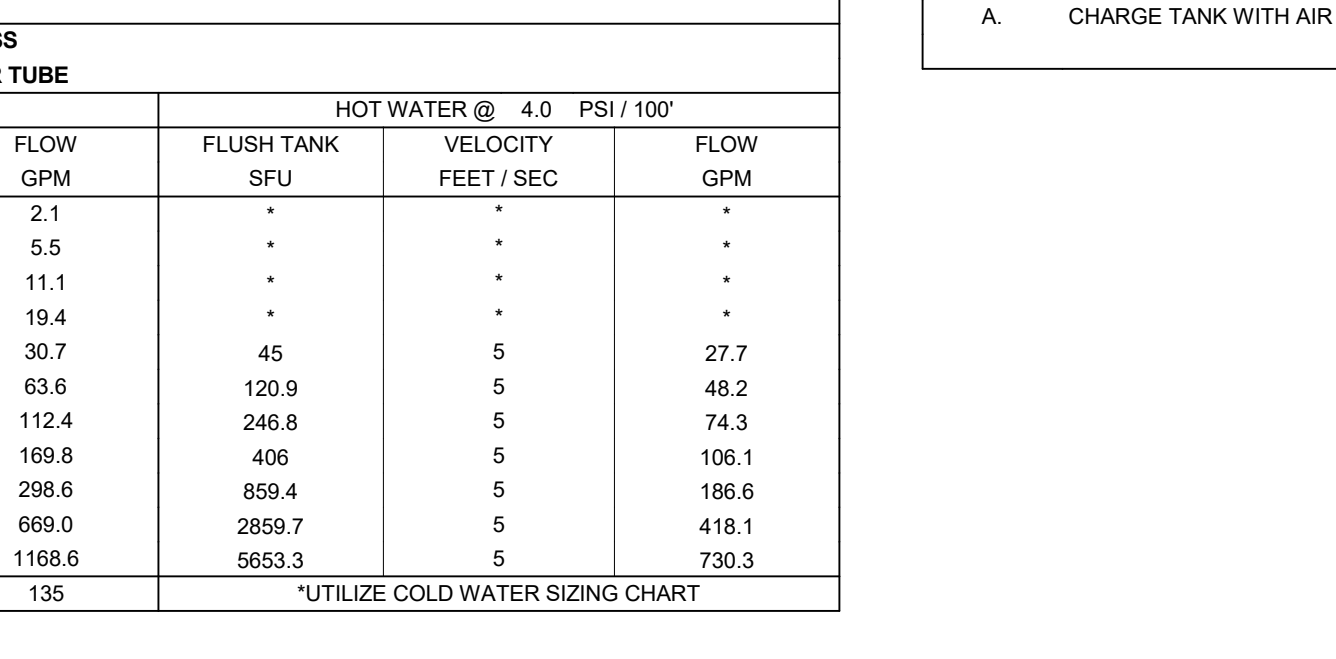 A. CHARGE TANK WITH AIR
TUBE
HOT WATER @ 4.0 PSI / 100'
FLOW FLUSH TANK VELOCITY FLOW
GPM SFU FEET / SEC GPM
2.1 * * *
5.5 * * *
11.1 * * *
19.4 * * *
30.7 45 5 27.7
63.6 120.9 5 48.2
112.4 246.8 5 74.3
169.8 406 5 106.1
298.6 859.4 5 186.6
669.0 2859.7 5 418.1
1168.6 5653.3 5 730.3
135 *UTILIZE COLD WATER SIZING CHART